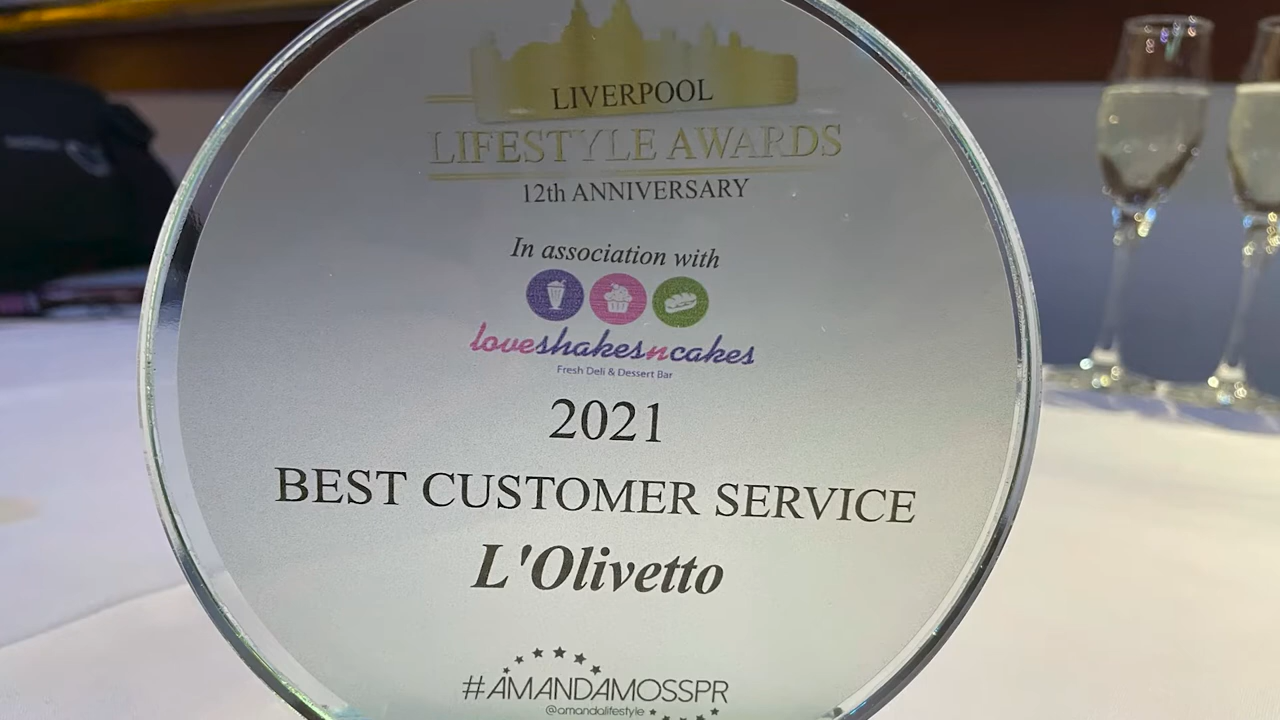 LIVERPOOL
LIFESTYLE AWARDS
12th ANNIVERSARY
In association with
loveshakesncakes
Fresh Deli & Dessert Bar
2021
BEST CUSTOMER SERVICE
L'Olivetto
#AMANDAMOSSPR
@amandalifestyle